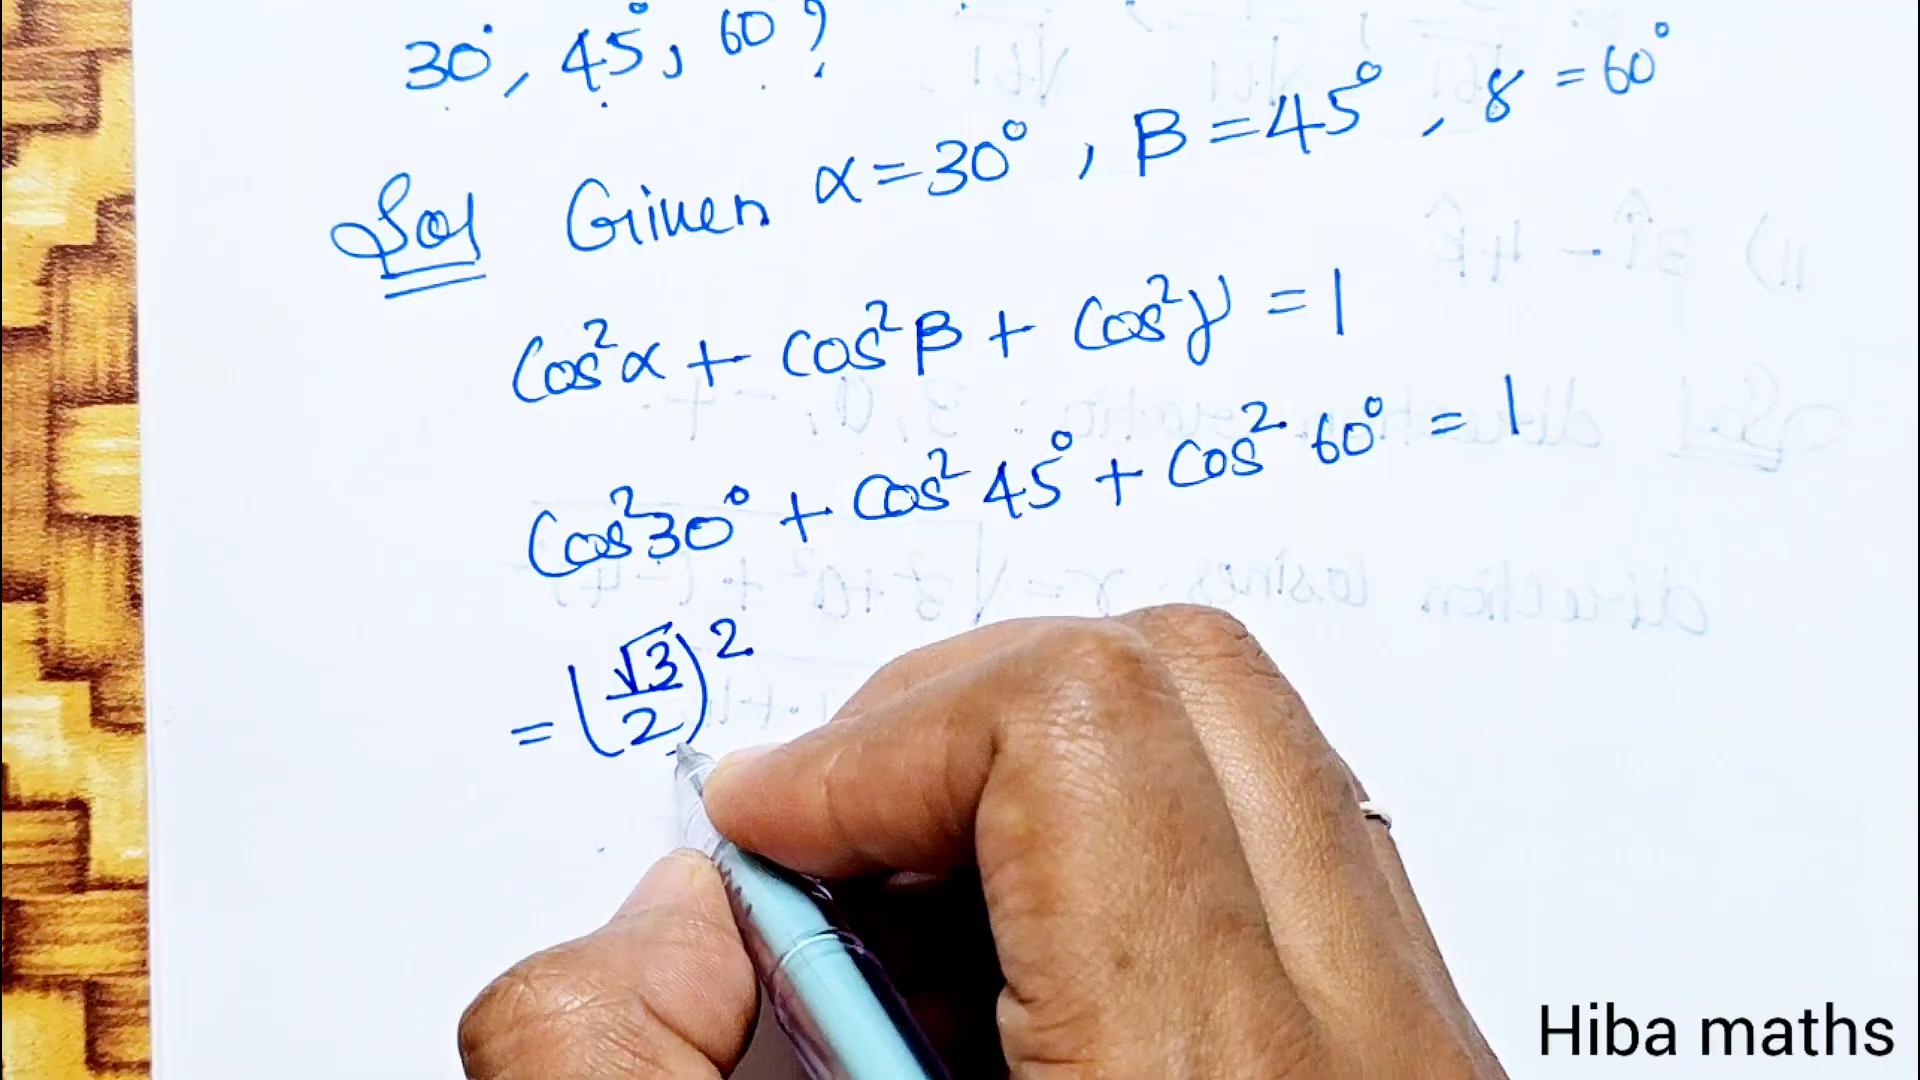 30°, 45°, 60°?
Sol Given α = 30°, β = 45°, γ = 60°
Cos²α + cos²β + cos²γ = 1
Cos²30° + cos²45° + cos²60° = 1
= (√3/2)²
Hiba maths